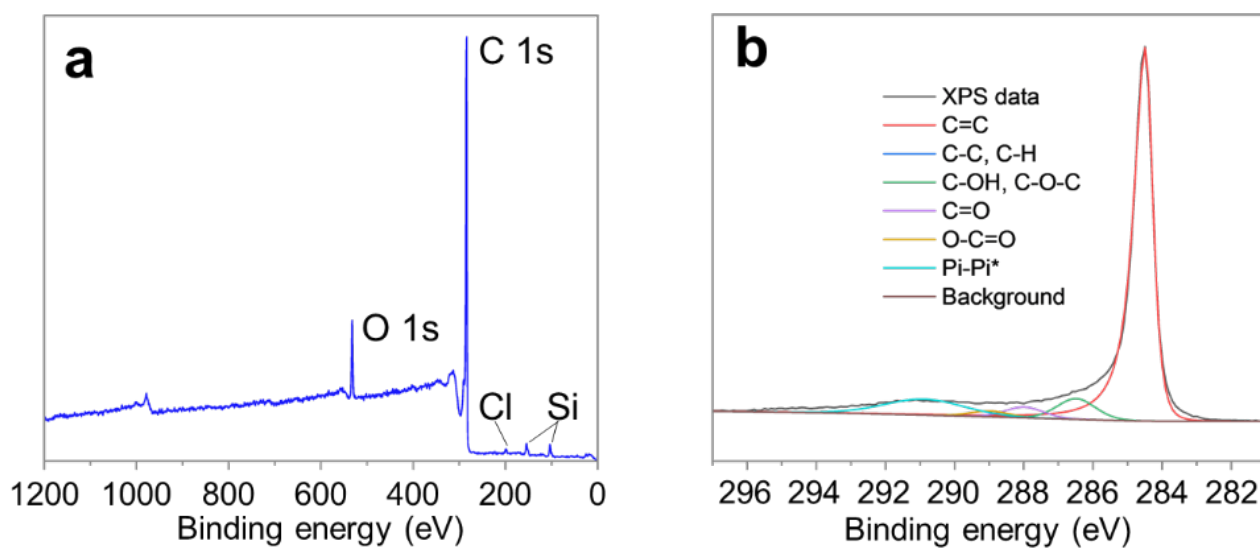 a
C 1s
O 1s
Cl
Si
1200 1000 800 600 400 200 0
Binding energy (eV)
b
XPS data
C=C
C-C, C-H
C-OH, C-O-C
C=O
O-C=O
Pi-Pi*
Background
296 294 292 290 288 286 284 282
Binding energy (eV)